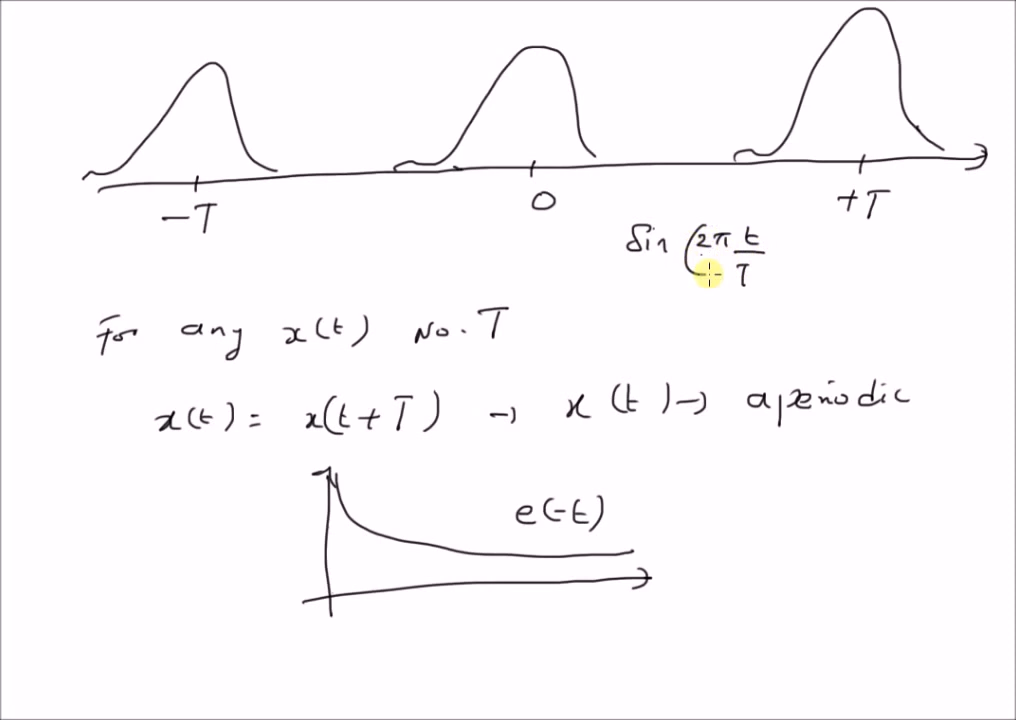 -T 0 +T
sin (2π t/T
For any x(t) No. T
x(t) = x(t+T) → x(t) → aperiodic
e(-t)